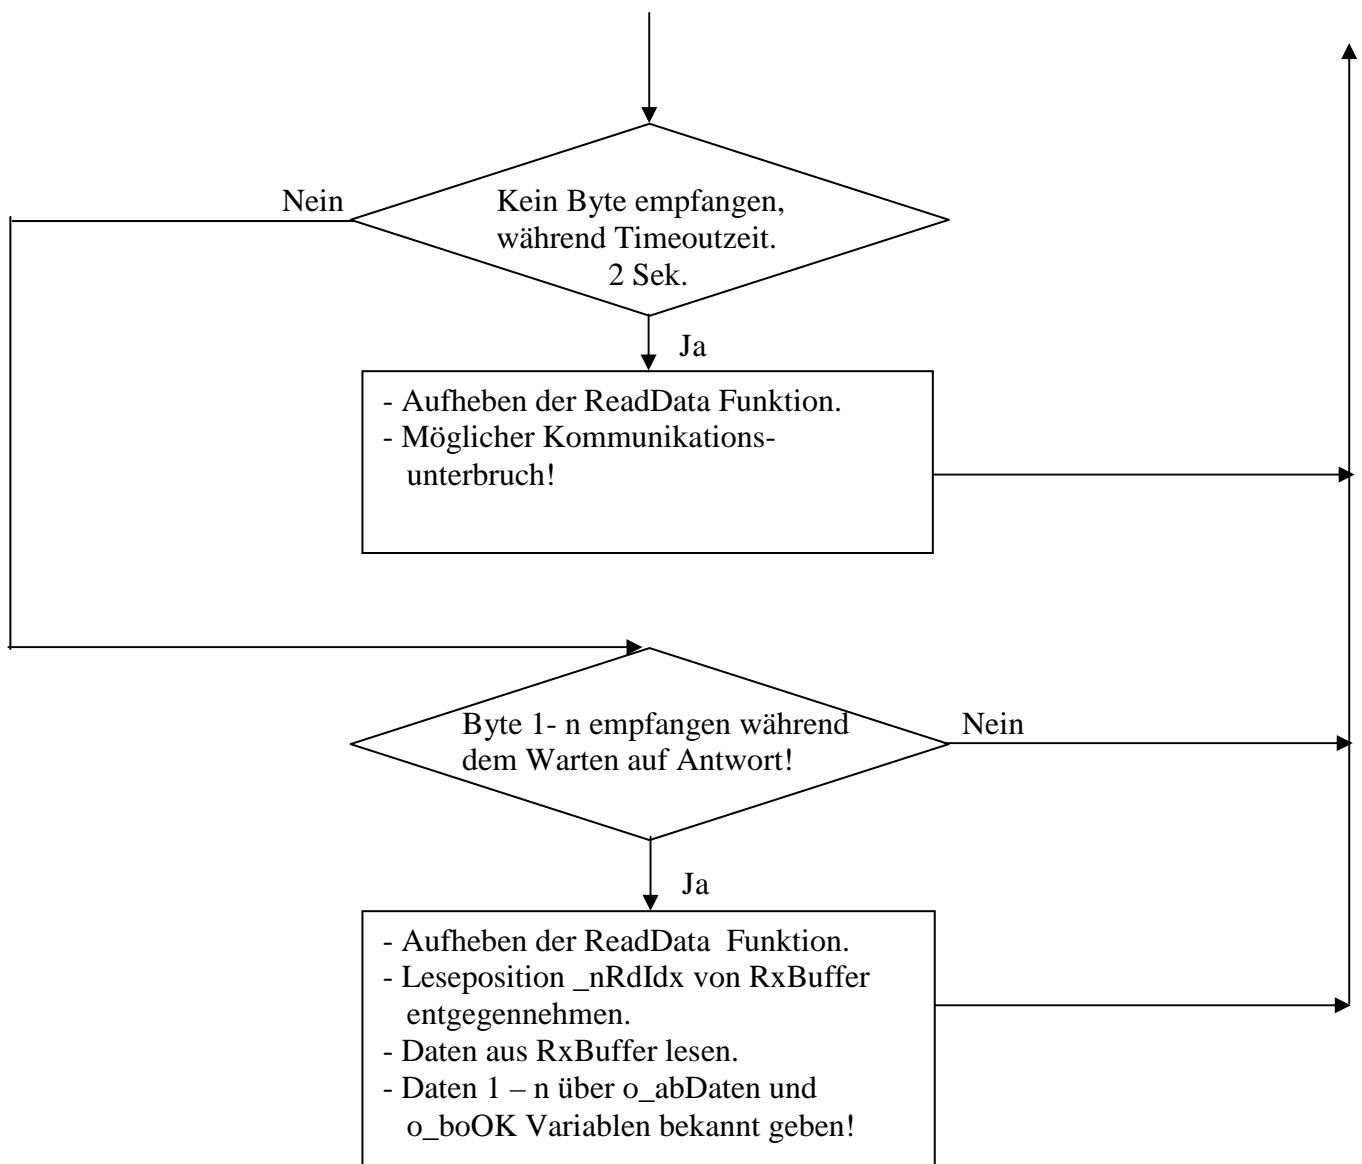 Nein
Kein Byte empfangen,
während Timeoutzeit.
2 Sek.
Ja
- Aufheben der ReadData Funktion.
- Möglicher Kommunikations-
unterbruch!
Byte 1- n empfangen während
dem Warten auf Antwort!
Nein
Ja
- Aufheben der ReadData  Funktion.
- Leseposition _nRdIdx von RxBuffer
entgegennehmen.
- Daten aus RxBuffer lesen.
- Daten 1 – n über o_abDaten und
o_boOK Variablen bekannt geben!